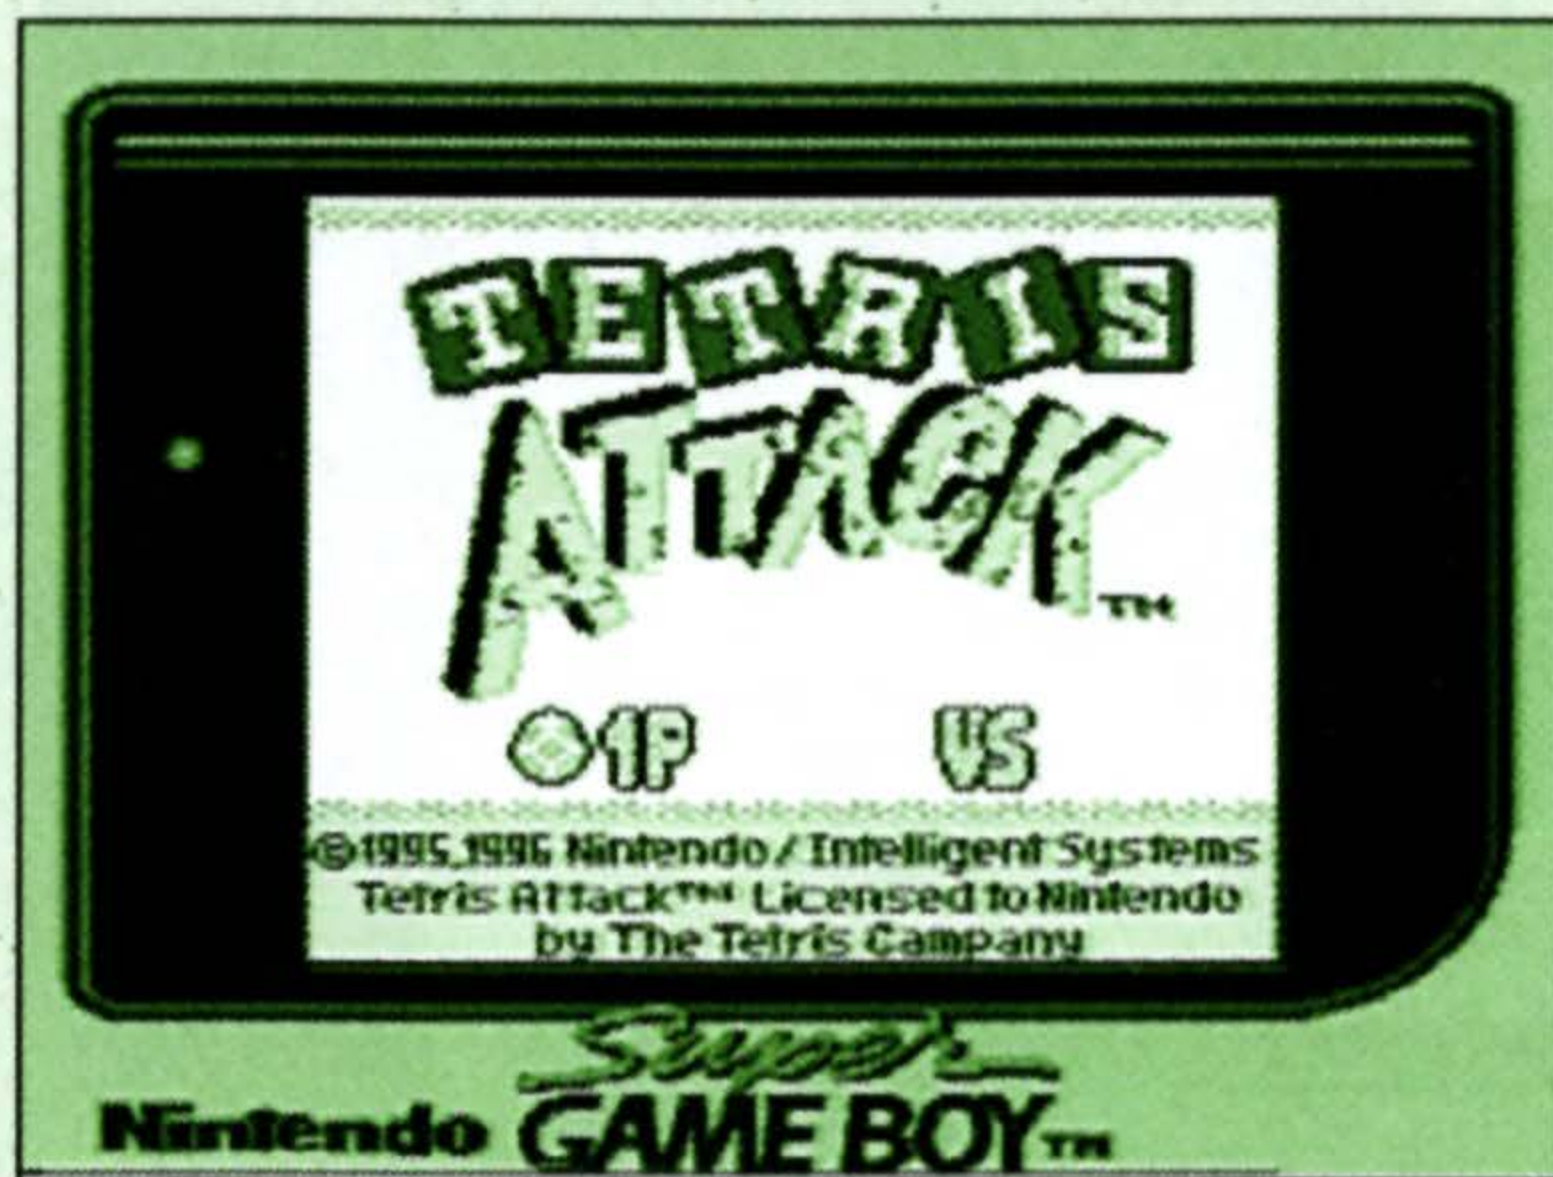 TETRIS
ATTACK™
1P VS
©1995,1996 Nintendo/Intelligent Systems
Tetris Attack™ Licensed to Nintendo
by The Tetris Company
Super
Nintendo GAME BOY™